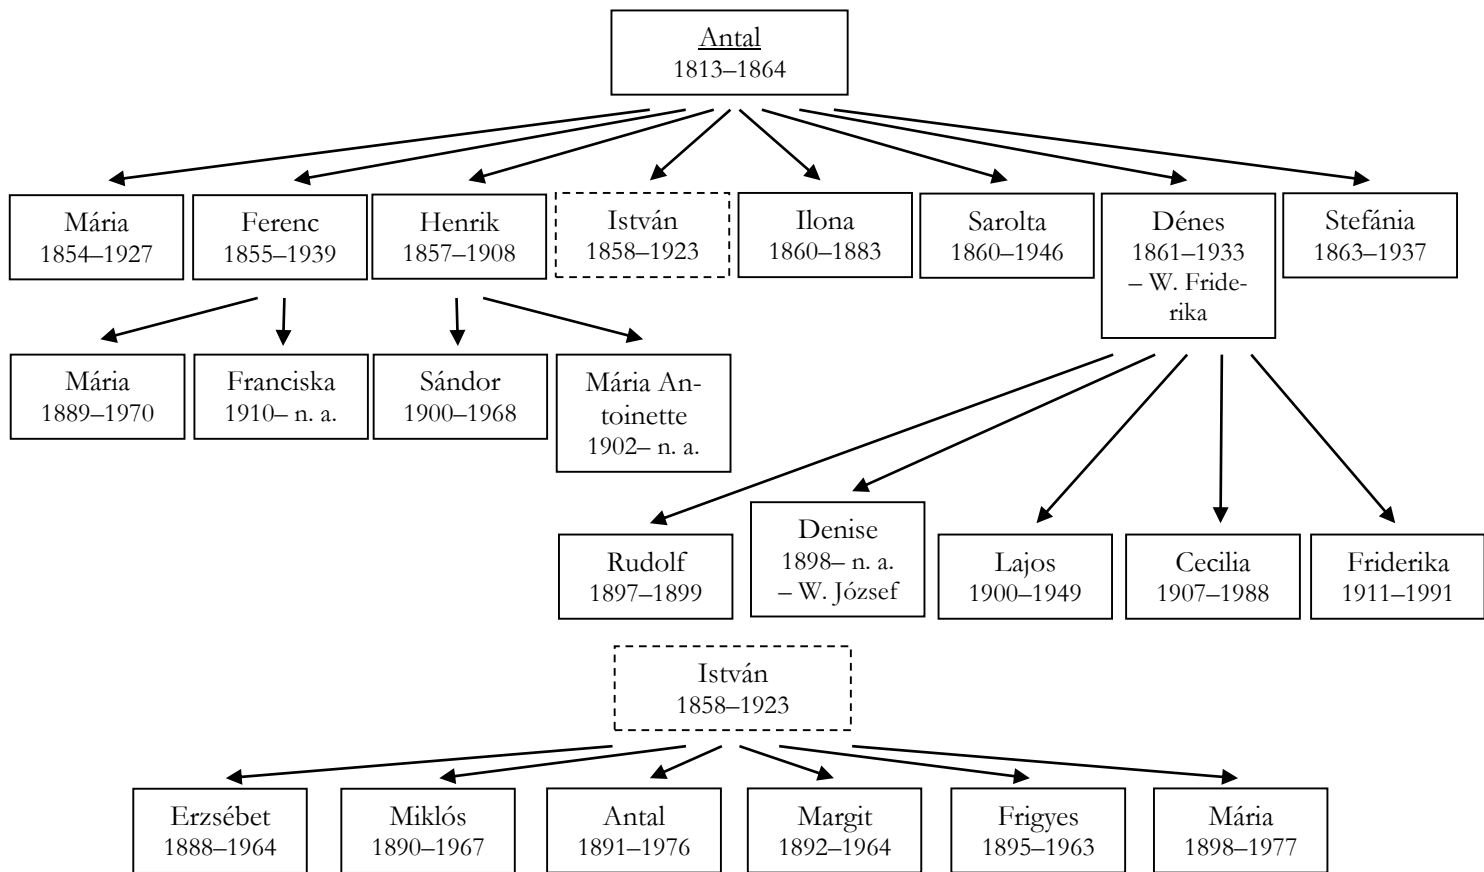 Antal
1813–1864
Mária
1854–1927
Ferenc
1855–1939
Henrik
1857–1908
István
1858–1923
Ilona
1860–1883
Sarolta
1860–1946
Dénes
1861–1933
– W. Fride-
rika
Stefánia
1863–1937
Mária
1889–1970
Franciska
1910– n. a.
Sándor
1900–1968
Mária An-
toinette
1902– n. a.
Rudolf
1897–1899
Denise
1898– n. a.
– W. József
Lajos
1900–1949
Cecilia
1907–1988
Friderika
1911–1991
István
1858–1923
Erzsébet
1888–1964
Miklós
1890–1967
Antal
1891–1976
Margit
1892–1964
Frigyes
1895–1963
Mária
1898–1977